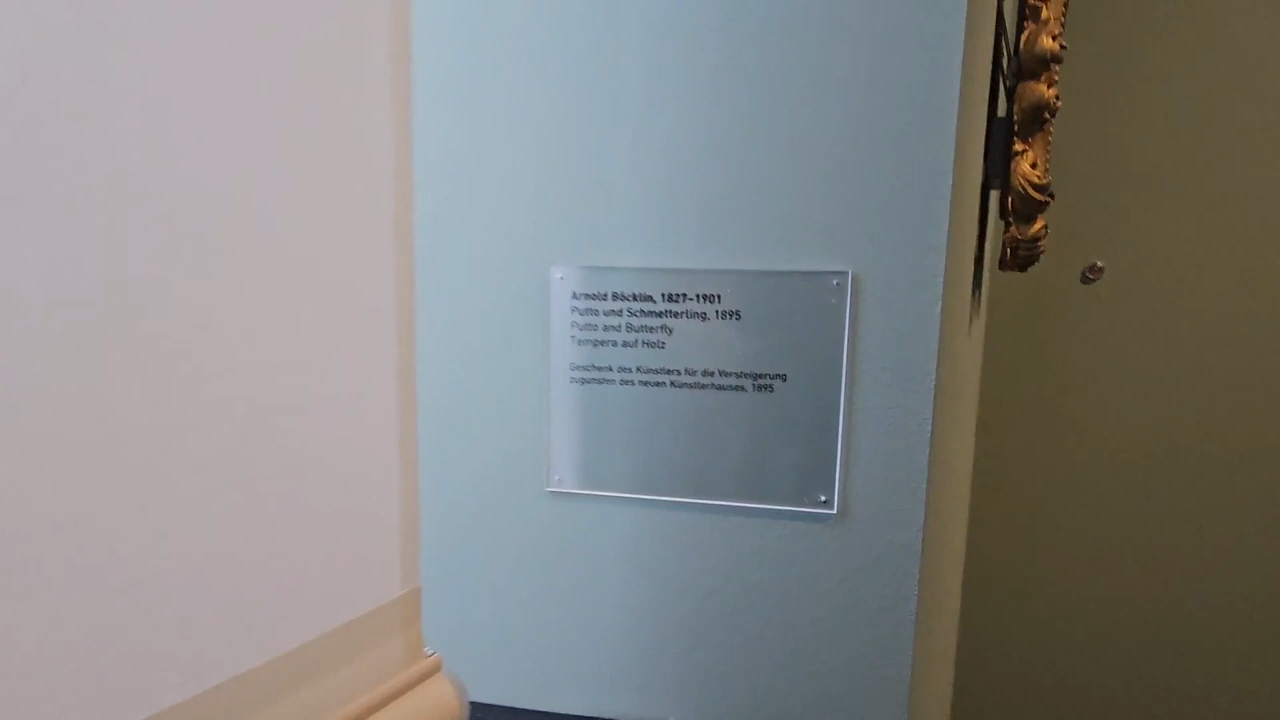 Arnold Böcklin, 1827–1901
Putto und Schmetterling, 1895
Putto and Butterfly
Tempera auf Holz
Geschenk des Künstlers für die Versteigerung
zugunsten des neuen Künstlerhauses, 1895